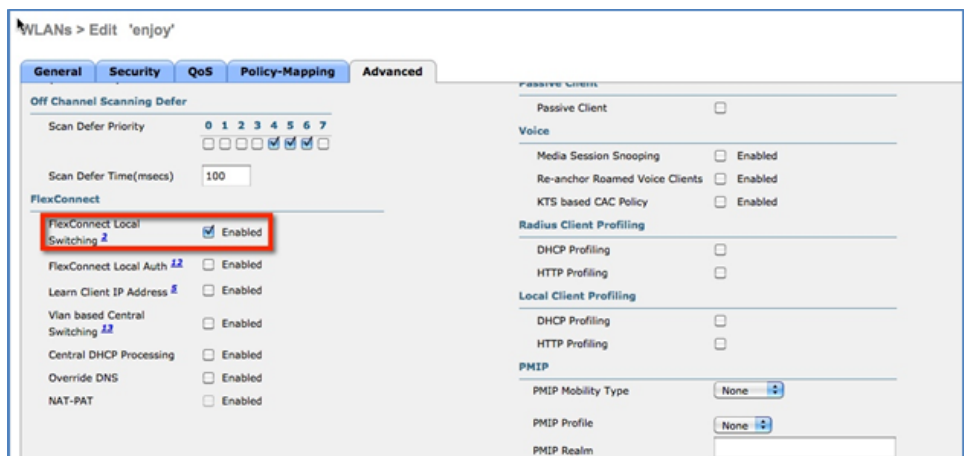 WLANs > Edit 'enjoy'
General Security QoS Policy-Mapping Advanced
Off Channel Scanning Defer
Scan Defer Priority 0 1 2 3 4 5 6 7
Scan Defer Time(msecs) 100
FlexConnect
FlexConnect Local
Switching 2 Enabled
FlexConnect Local Auth 12 Enabled
Learn Client IP Address 5 Enabled
Vlan based Central
Switching 13 Enabled
Central DHCP Processing Enabled
Override DNS Enabled
NAT-PAT Enabled
Passive Client
Passive Client
Voice
Media Session Snooping Enabled
Re-anchor Roamed Voice Clients Enabled
KTS based CAC Policy Enabled
Radius Client Profiling
DHCP Profiling
HTTP Profiling
Local Client Profiling
DHCP Profiling
HTTP Profiling
PMIP
PMIP Mobility Type None
PMIP Profile None
PMIP Realm